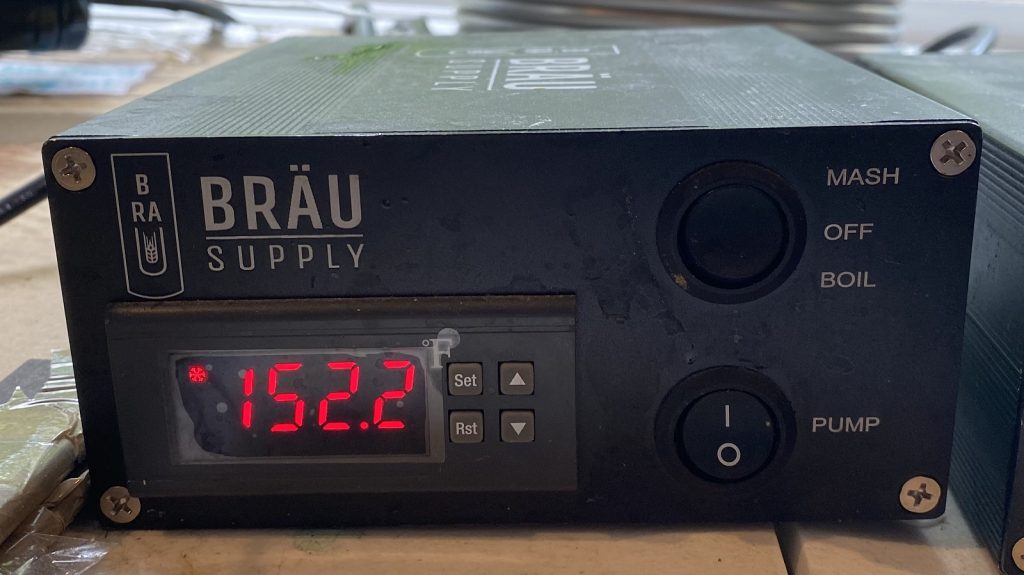 BRÄU
SUPPLY
B
RA
U
BRÄU
SUPPLY
MASH
OFF
BOIL
152.2
°F
Set
Rst
PUMP